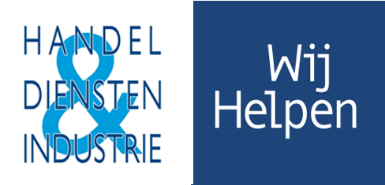 HANDEL
DIENSTEN
&
INDUSTRIE
Wij
Helpen